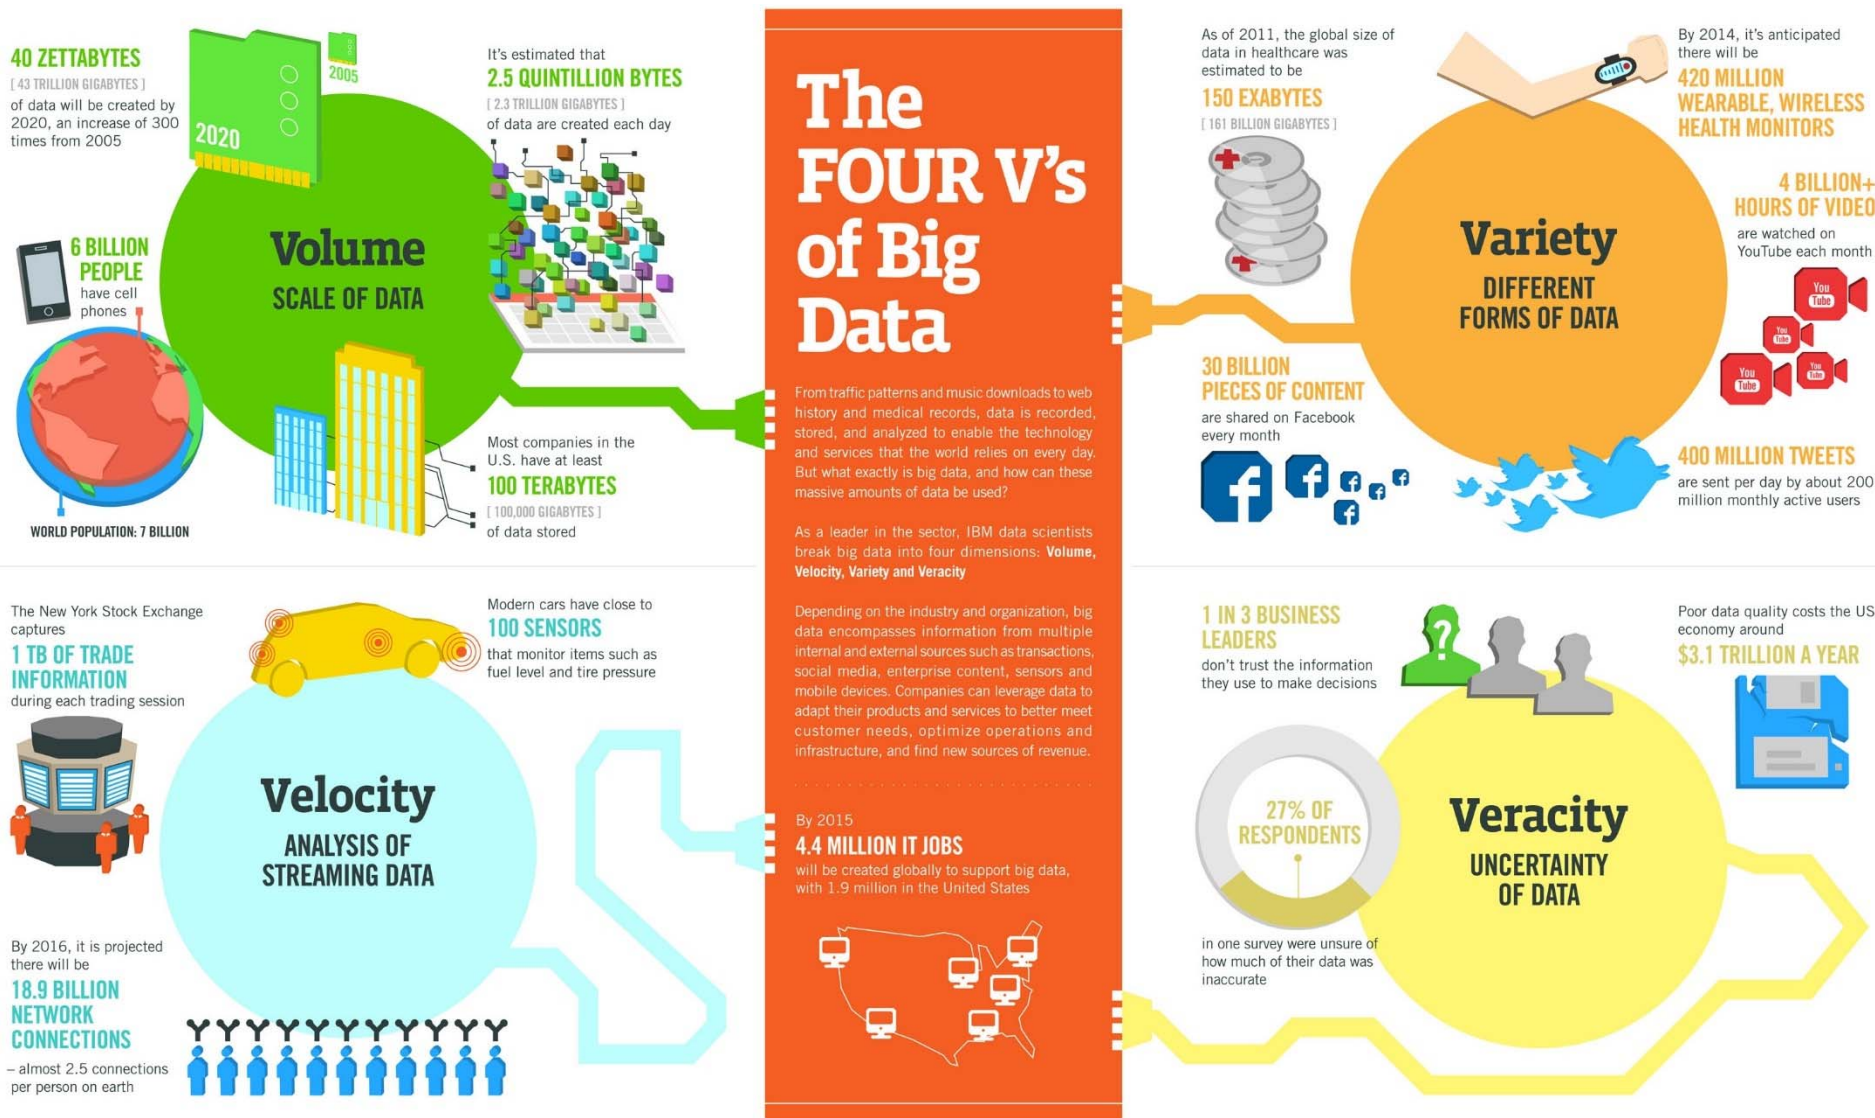 40 ZETTABYTES
[ 43 TRILLION GIGABYTES ]
of data will be created by
2020, an increase of 300
times from 2005
2020
2005
It's estimated that
2.5 QUINTILLION BYTES
[ 2.3 TRILLION GIGABYTES ]
of data are created each day
6 BILLION
PEOPLE
have cell
phones
WORLD POPULATION: 7 BILLION
Volume
SCALE OF DATA
Most companies in the
U.S. have at least
100 TERABYTES
[ 100,000 GIGABYTES ]
of data stored
The New York Stock Exchange
captures
1 TB OF TRADE
INFORMATION
during each trading session
Modern cars have close to
100 SENSORS
that monitor items such as
fuel level and tire pressure
Velocity
ANALYSIS OF
STREAMING DATA
By 2016, it is projected
there will be
18.9 BILLION
NETWORK
CONNECTIONS
– almost 2.5 connections
per person on earth
The
FOUR V's
of Big
Data
From traffic patterns and music downloads to web
history and medical records, data is recorded,
stored, and analyzed to enable the technology
and services that the world relies on every day.
But what exactly is big data, and how can these
massive amounts of data be used?
As a leader in the sector, IBM data scientists
break big data into four dimensions: Volume,
Velocity, Variety and Veracity
Depending on the industry and organization, big
data encompasses information from multiple
internal and external sources such as transactions,
social media, enterprise content, sensors and
mobile devices. Companies can leverage data to
adapt their products and services to better meet
customer needs, optimize operations and
infrastructure, and find new sources of revenue.
By 2015
4.4 MILLION IT JOBS
will be created globally to support big data,
with 1.9 million in the United States
As of 2011, the global size of
data in healthcare was
estimated to be
150 EXABYTES
[ 161 BILLION GIGABYTES ]
By 2014, it's anticipated
there will be
420 MILLION
WEARABLE, WIRELESS
HEALTH MONITORS
4 BILLION+
HOURS OF VIDEO
are watched on
YouTube each month
You
Tube
You
Tube
You
Tube
You
Tube
Variety
DIFFERENT
FORMS OF DATA
30 BILLION
PIECES OF CONTENT
are shared on Facebook
every month
f
f
f
f
f
f
400 MILLION TWEETS
are sent per day by about 200
million monthly active users
1 IN 3 BUSINESS
LEADERS
don't trust the information
they use to make decisions
?
Poor data quality costs the US
economy around
$3.1 TRILLION A YEAR
27% OF
RESPONDENTS
in one survey were unsure of
how much of their data was
inaccurate
Veracity
UNCERTAINTY
OF DATA